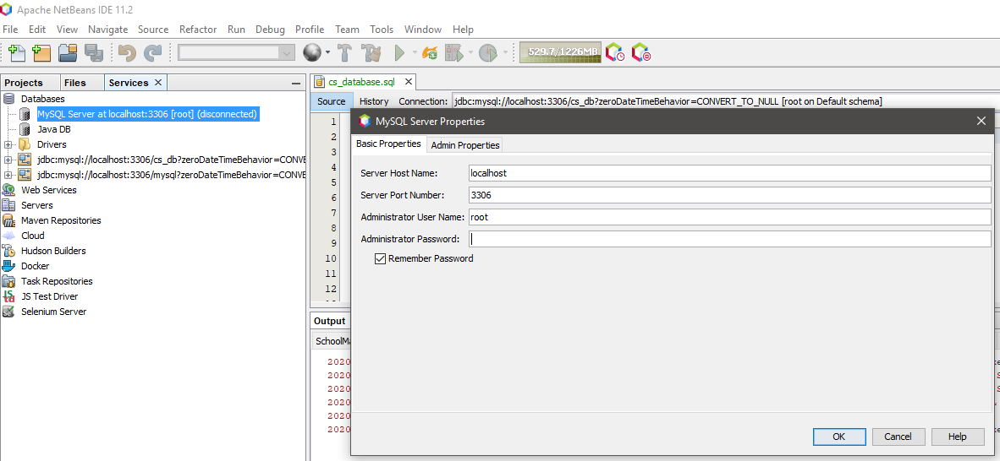 Apache NetBeans IDE 11.2
File Edit View Navigate Source Refactor Run Debug Profile Team Tools Window Help
529.7/1226MB
Projects Files Services
cs_database.sql
Databases
Source History Connection: jdbc:mysql://localhost:3306/cs_db?zeroDateTimeBehavior=CONVERT_TO_NULL [root on Default schema]
MySQL Server at localhost:3306 [root] (disconnected)
Java DB
Drivers
jdbc:mysql://localhost:3306/cs_db?zeroDateTimeBehavior=CONVE
jdbc:mysql://localhost:3306/mysql?zeroDateTimeBehavior=CONVE
Web Services
Servers
Maven Repositories
Cloud
Hudson Builders
Docker
Task Repositories
JS Test Driver
Selenium Server
1
2
3
4
5
6
7
8
9
10
11
12
MySQL Server Properties
Basic Properties Admin Properties
Server Host Name: localhost
Server Port Number: 3306
Administrator User Name: root
Administrator Password:
Remember Password
OK Cancel Help
Output
SchoolMa
2020
2020
2020
2020
2020
2020